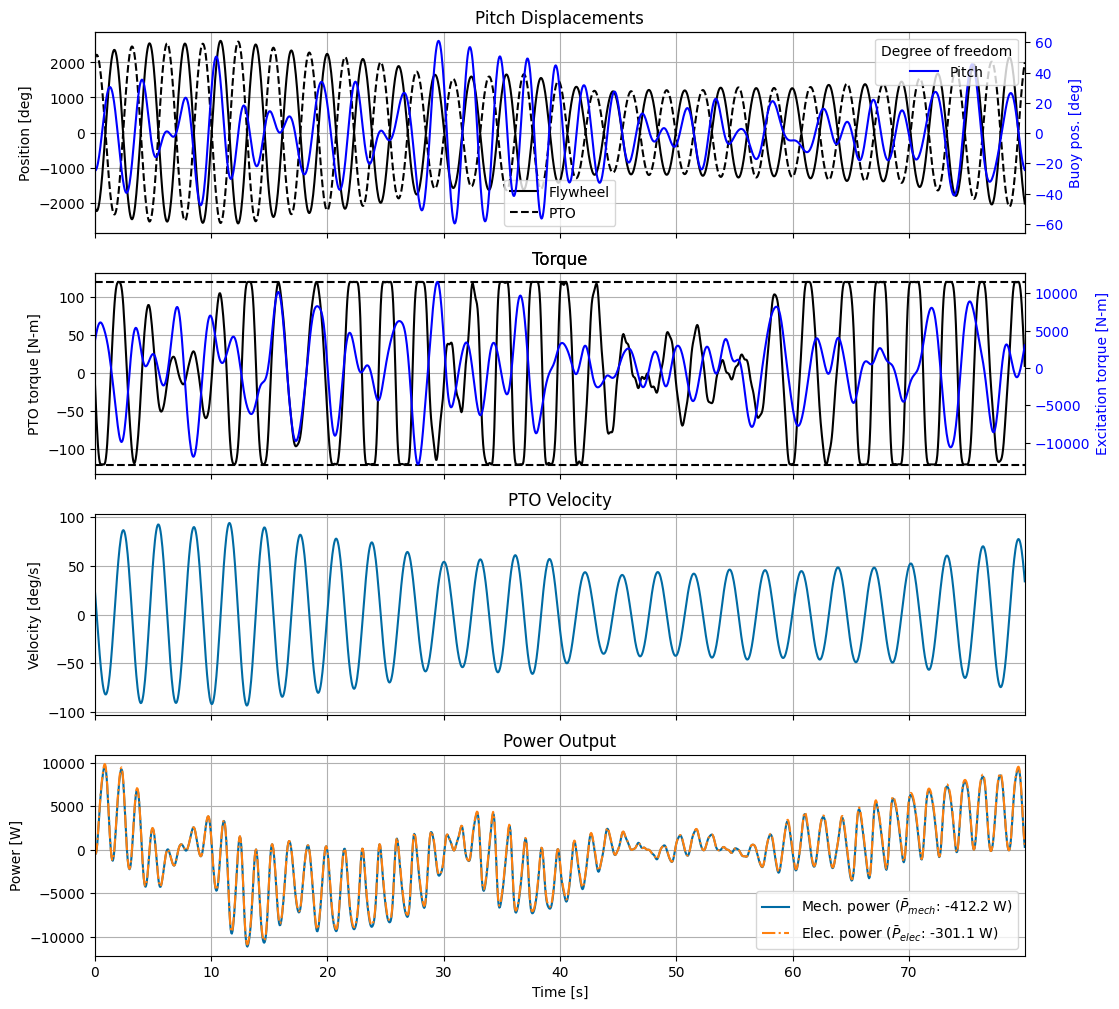 Pitch Displacements
Position [deg]
2000
1000
0
−1000
−2000
60
40
20
0
−20
−40
−60
Buoy pos. [deg]
Degree of freedom
Pitch
Flywheel
PTO
Torque
PTO torque [N-m]
100
50
0
−50
−100
10000
5000
0
−5000
−10000
Excitation torque [N-m]
PTO Velocity
Velocity [deg/s]
100
50
0
−50
−100
Power Output
Power [W]
10000
5000
0
−5000
−10000
Mech. power (P̄mech: -412.2 W)
Elec. power (P̄elec: -301.1 W)
0 10 20 30 40 50 60 70
Time [s]